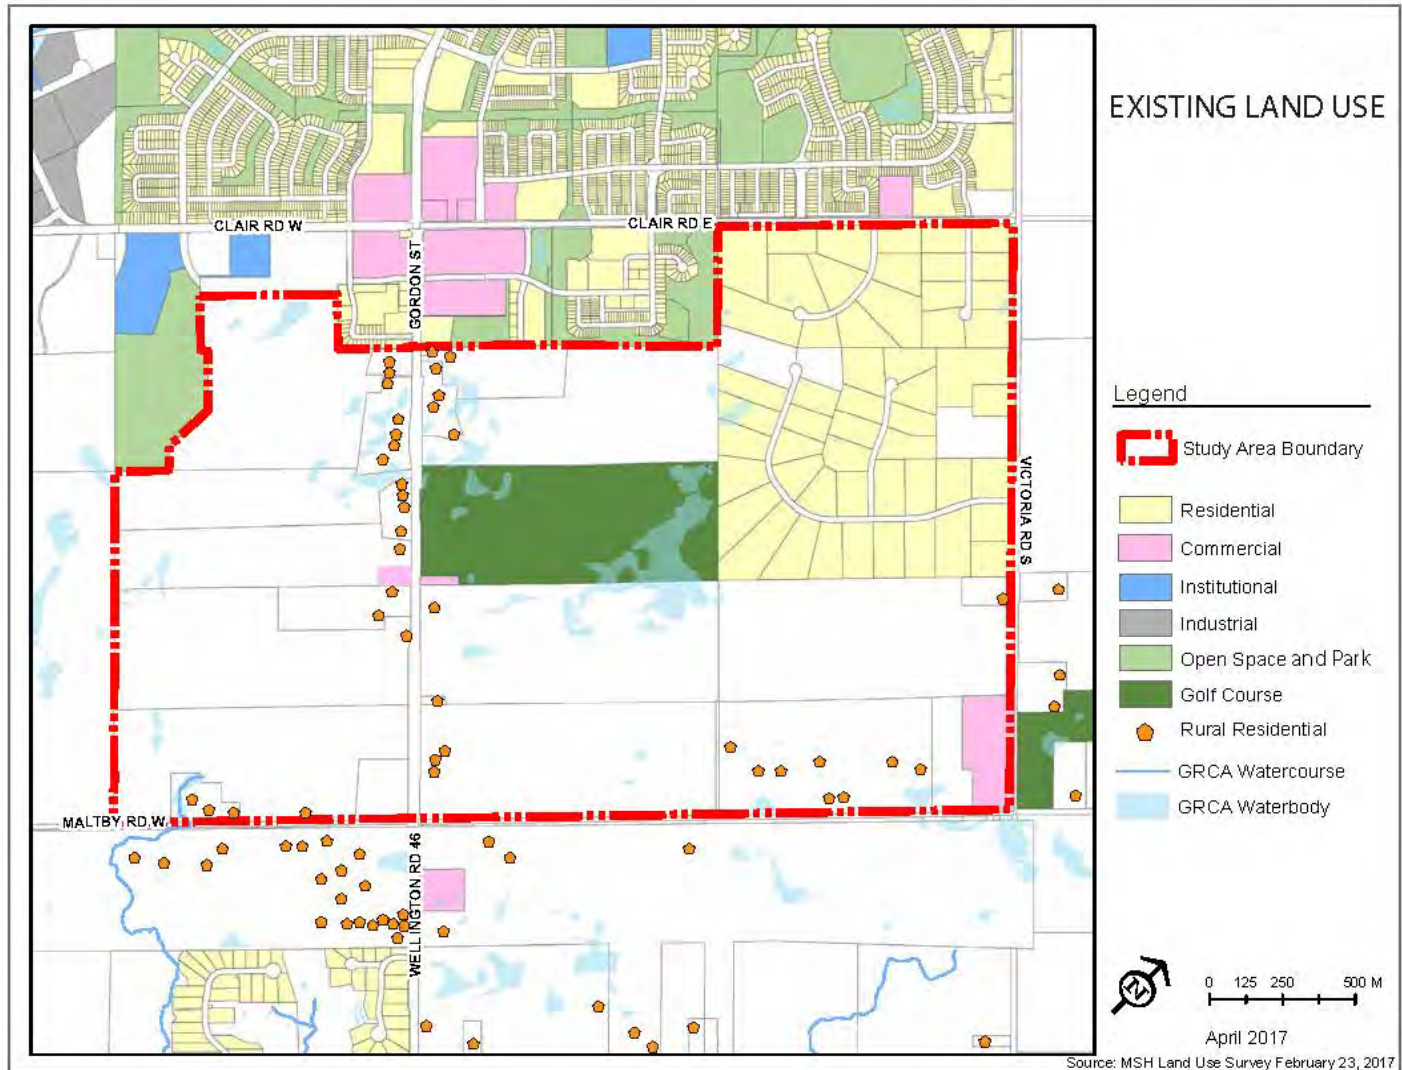 EXISTING LAND USE
CLAIR RD W
CLAIR RD E
GORDON ST
VICTORIA RD S
MALTBY RD W
WELLINGTON RD 46
Legend
Study Area Boundary
Residential
Commercial
Institutional
Industrial
Open Space and Park
Golf Course
Rural Residential
GRCA Watercourse
GRCA Waterbody
N
0 125 250 500 M
April 2017
Source: MSH Land Use Survey February 23, 2017